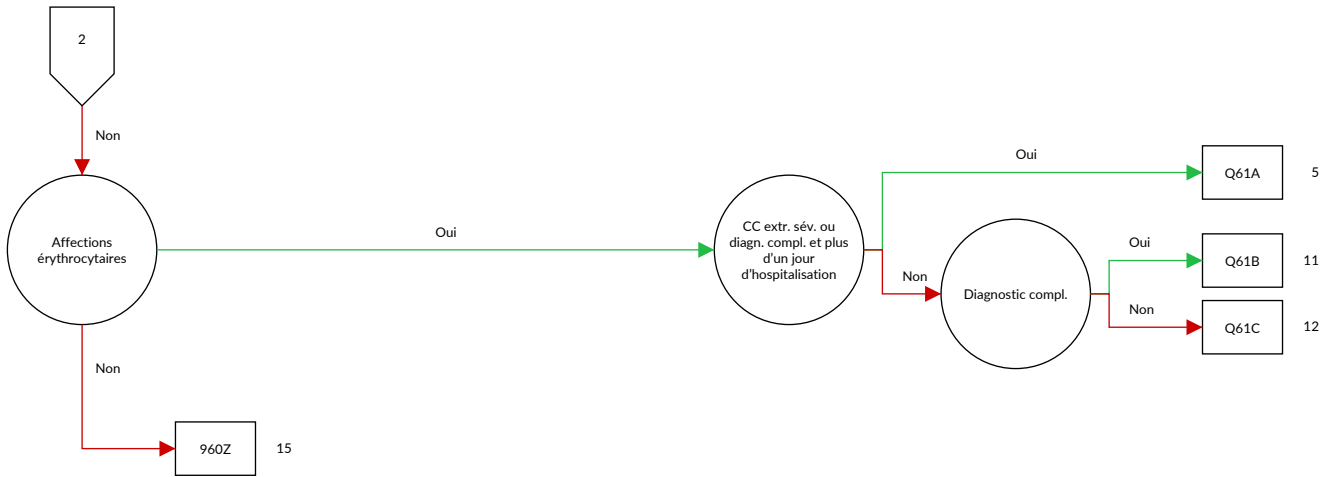 2
Non
Affections
érythrocytaires
Oui
CC extr. sév. ou
diagn. compl. et plus
d'un jour
d'hospitalisation
Oui
Q61A
5
Non
Diagnostic compl.
Oui
Q61B
11
Non
Q61C
12
Non
960Z
15